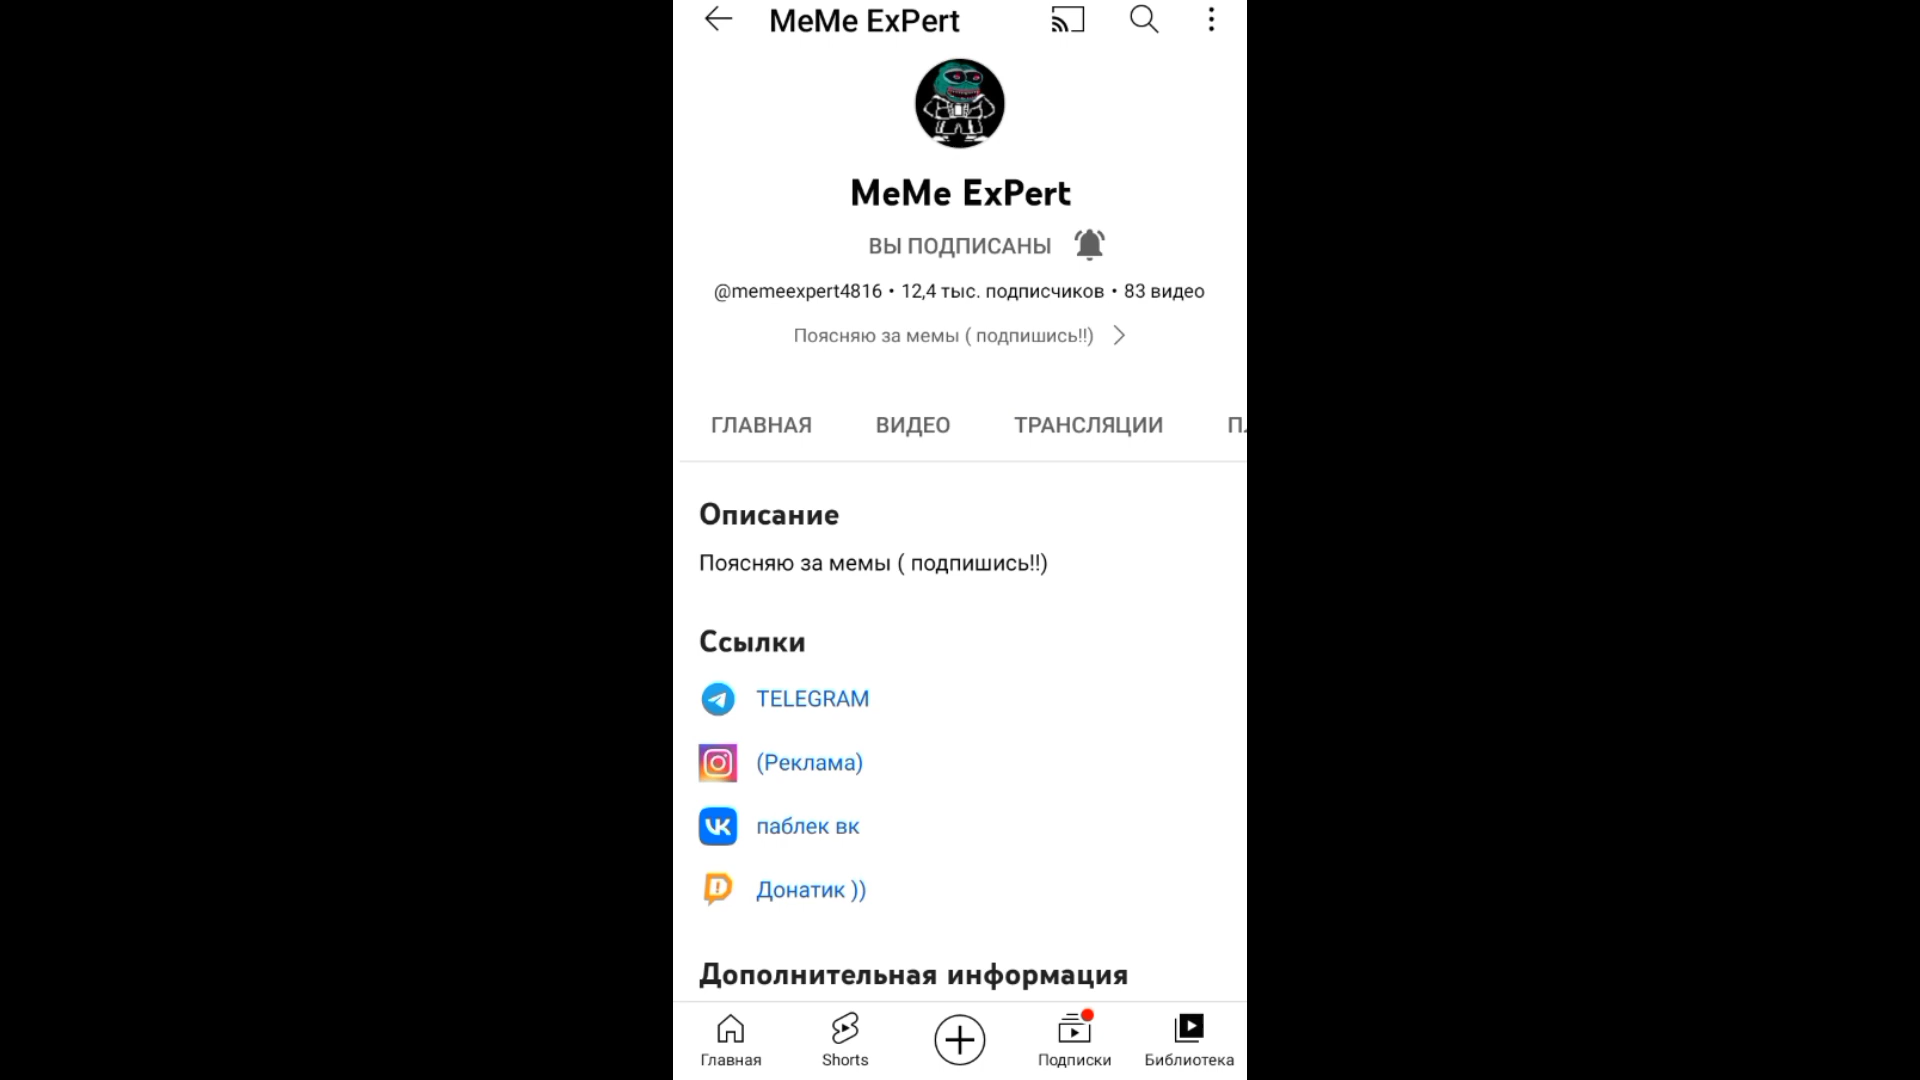 MeMe ExPert
MeMe ExPert
ВЫ ПОДПИСАНЫ
@memeexpert4816 • 12,4 тыс. подписчиков • 83 видео
Поясняю за мемы ( подпишись!!)
ГЛАВНАЯ ВИДЕО ТРАНСЛЯЦИИ
Описание
Поясняю за мемы ( подпишись!!)
Ссылки
TELEGRAM
(Реклама)
паблек вк
Донатик ))
Дополнительная информация
Главная Shorts Подписки Библиотека